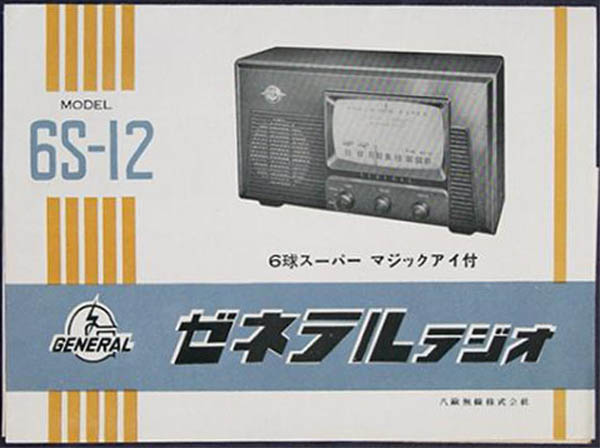 MODEL
6S-12
6球スーパー マジックアイ付
GENERAL
ゼネラルラジオ
八歐無線株式会社